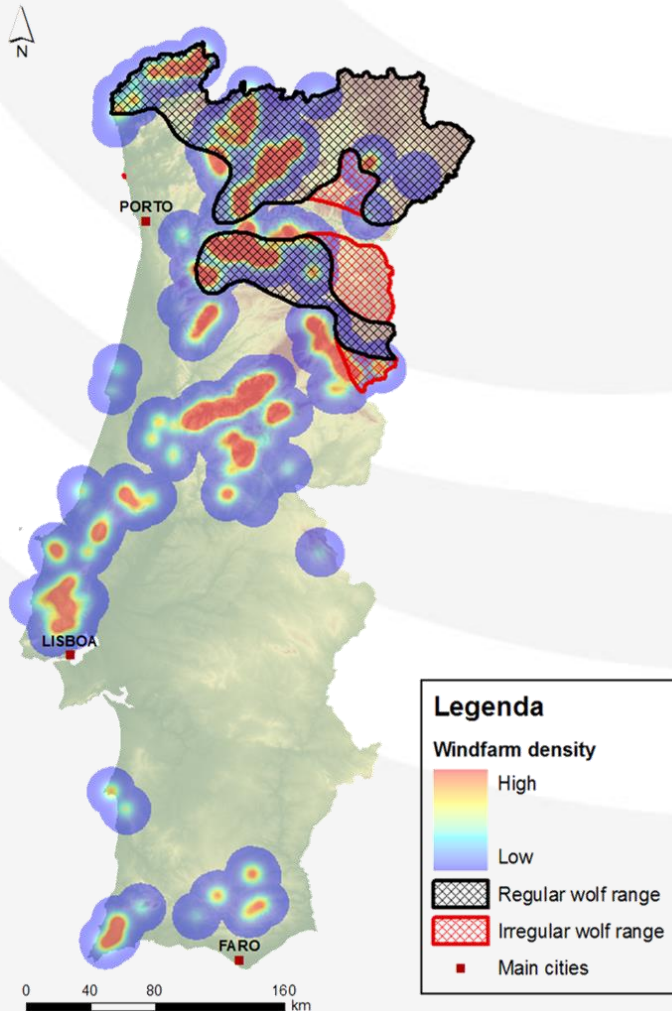 N
PORTO
LISBOA
FARO
Legenda
Windfarm density
High
Low
Regular wolf range
Irregular wolf range
Main cities
0 40 80 160
km